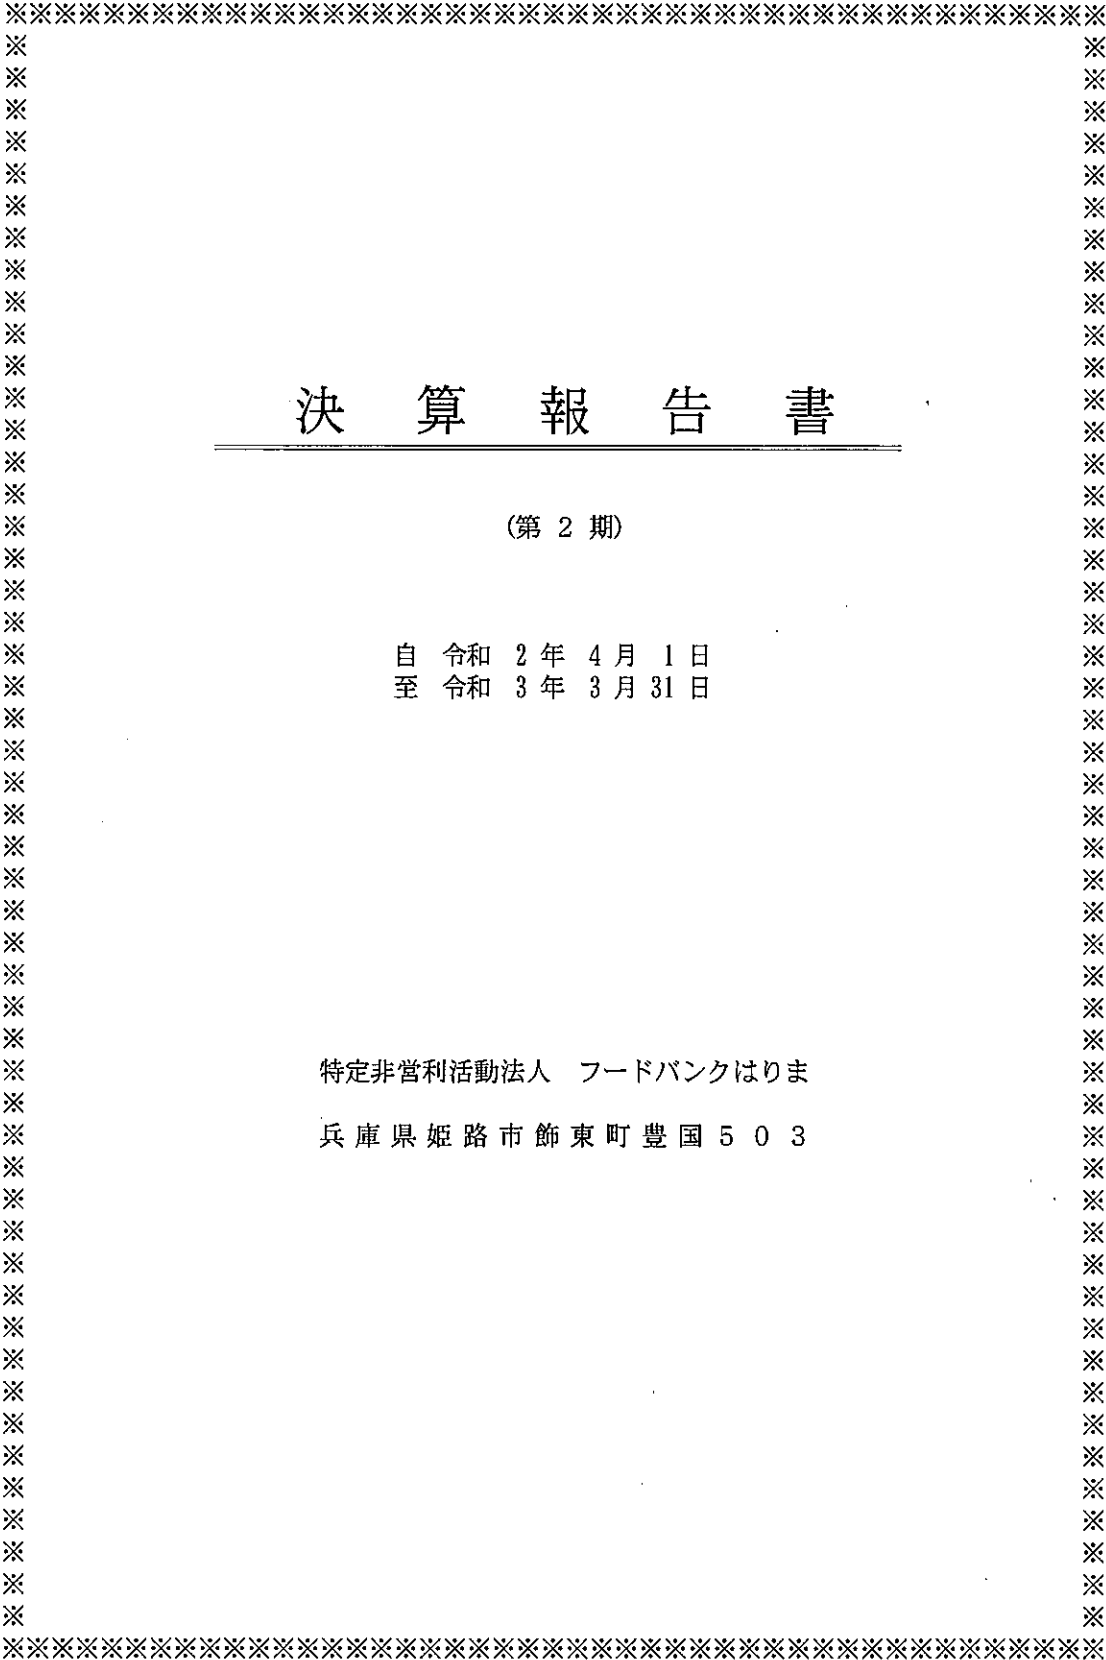 決算報告書
(第 2 期)
自 令和 2 年 4 月 1 日
至 令和 3 年 3 月 31 日
特定非営利活動法人 フードバンクはりま
兵庫県姫路市飾東町豊国５０３